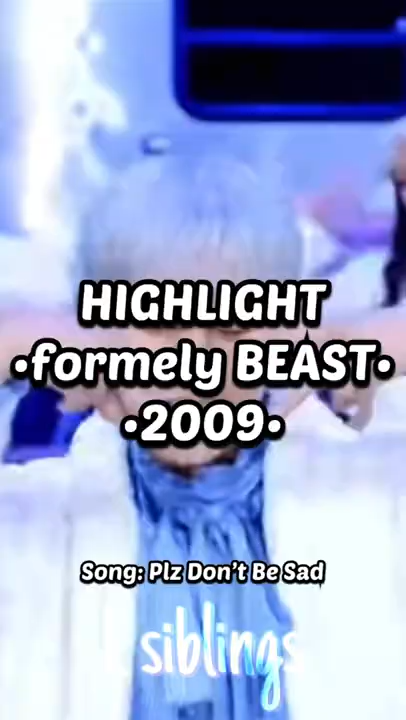 HIGHLIGHT
•formely BEAST•
•2009•
Song: Plz Don't Be Sad
siblings